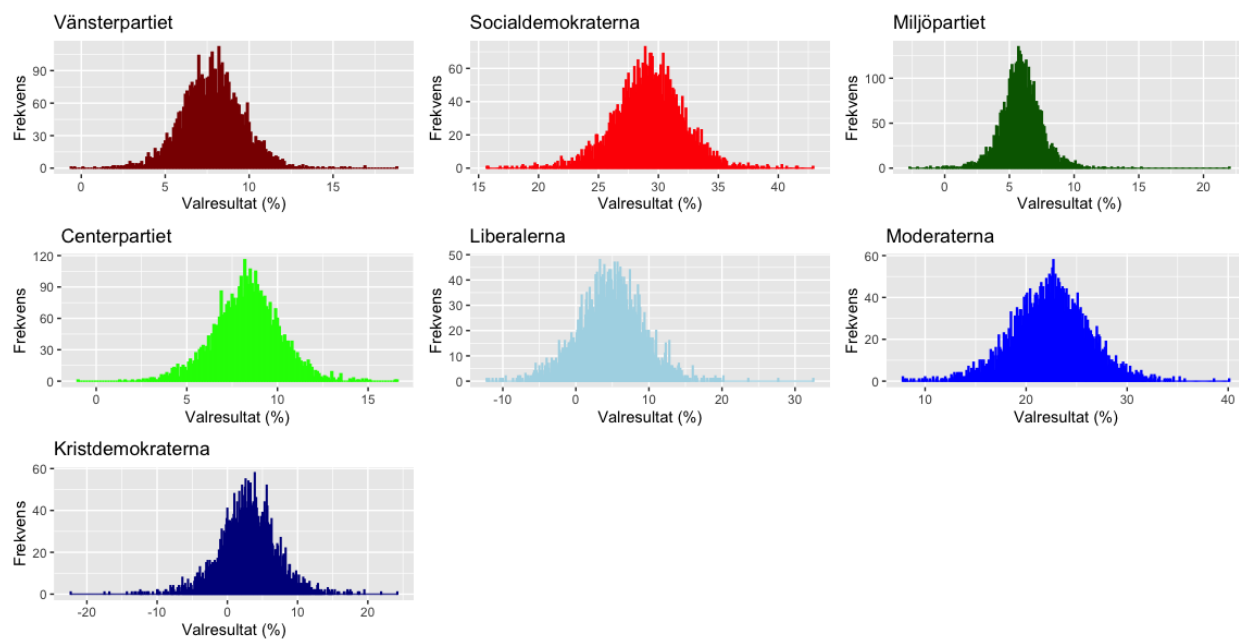 Vänsterpartiet
Frekvens
90
60
30
0
0 5 10 15
Valresultat (%)
Socialdemokraterna
Frekvens
60
40
20
0
15 20 25 30 35 40
Valresultat (%)
Miljöpartiet
Frekvens
100
50
0
0 5 10 15 20
Valresultat (%)
Centerpartiet
Frekvens
120
90
60
30
0
0 5 10 15
Valresultat (%)
Liberalerna
Frekvens
50
40
30
20
10
0
-10 0 10 20 30
Valresultat (%)
Moderaterna
Frekvens
60
40
20
0
10 20 30 40
Valresultat (%)
Kristdemokraterna
Frekvens
60
40
20
0
-20 -10 0 10 20
Valresultat (%)